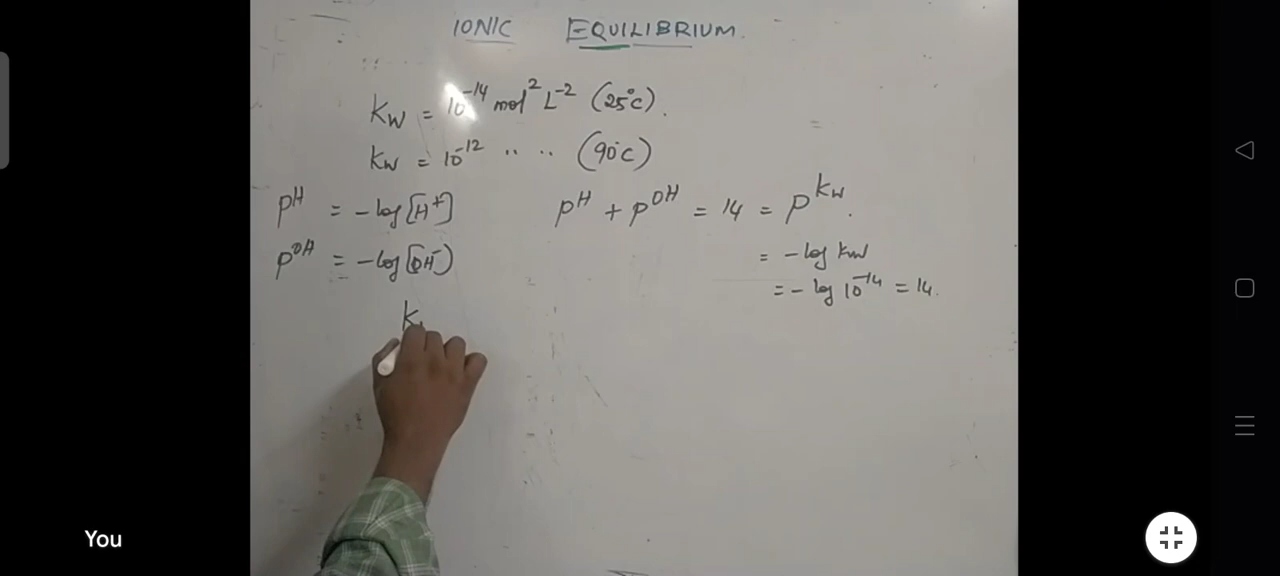 IONIC EQUILIBRIUM.
Kw = 10⁻¹⁴ mol² L⁻² (25°C).
Kw = 10⁻¹² .. .. (90°C)
pᴴ = -log[H⁺]
pᴴ + pᴼᴴ = 14 = pᴷʷ.
pᴼᴴ = -log[OH⁻)
= -log Kw
= -log 10⁻¹⁴ = 14.
K
You